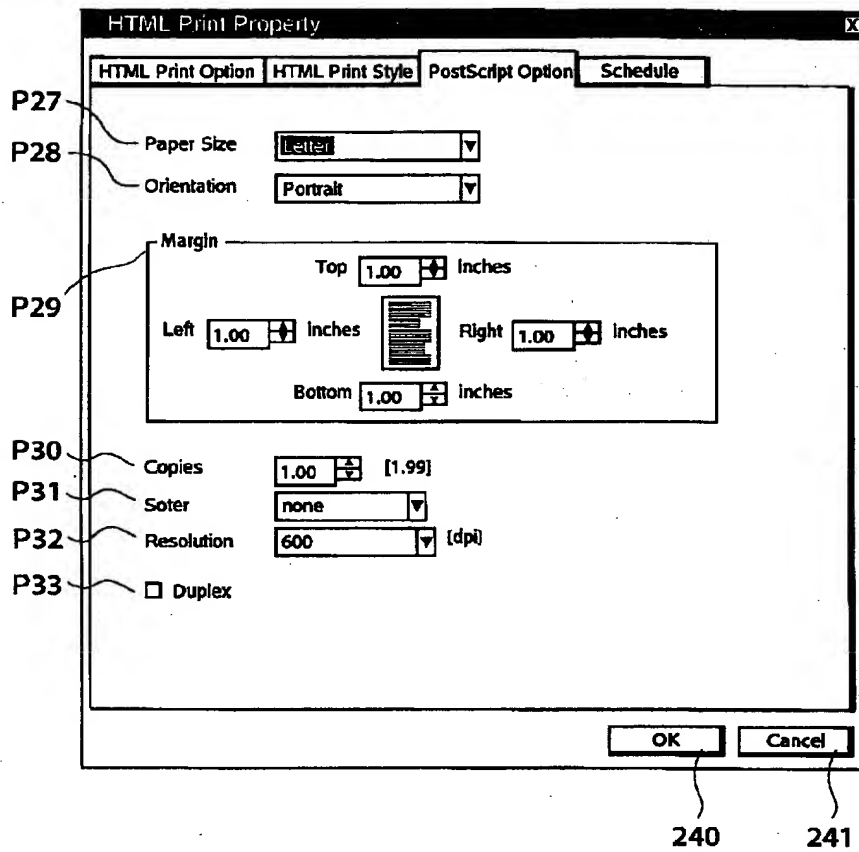 HTML Print Property X
HTML Print Option HTML Print Style PostScript Option Schedule
P27 Paper Size Letter
P28 Orientation Portrait
Margin
P29
Top 1.00 inches
Left 1.00 inches Right 1.00 inches
Bottom 1.00 inches
P30 Copies 1.00 [1.99]
P31 Soter none
P32 Resolution 600 [dpi]
P33 Duplex
OK Cancel
240 241